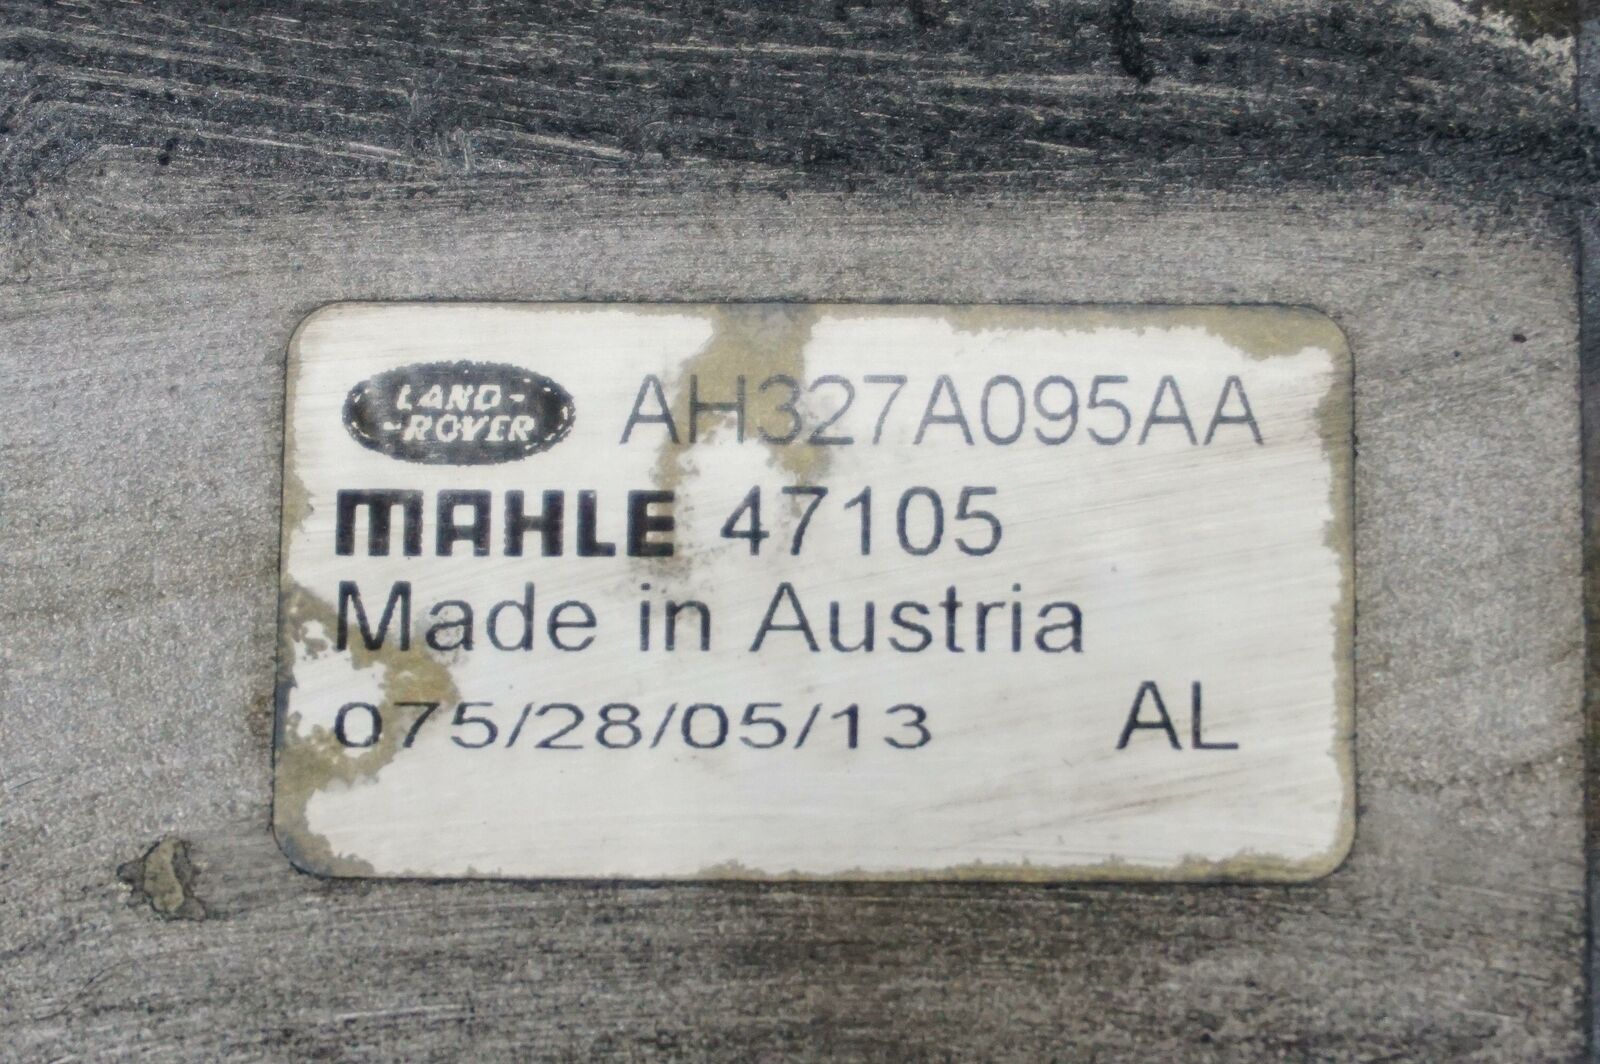 LAND-
-ROVER
AH327A095AA
MAHLE 47105
Made in Austria
075/28/05/13 AL